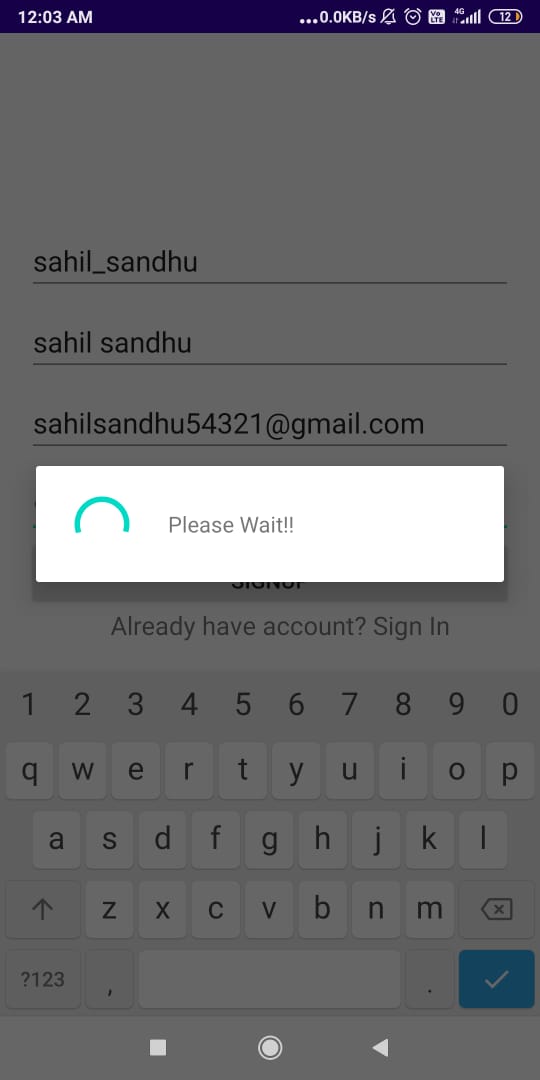 12:03 AM ...0.0KB/s Vo LTE 4G 12
sahil_sandhu
sahil sandhu
sahilsandhu54321@gmail.com
Please Wait!!
SIGNUP
Already have account? Sign In
1 2 3 4 5 6 7 8 9 0
q w e r t y u i o p
a s d f g h j k l
z x c v b n m
?123 , .